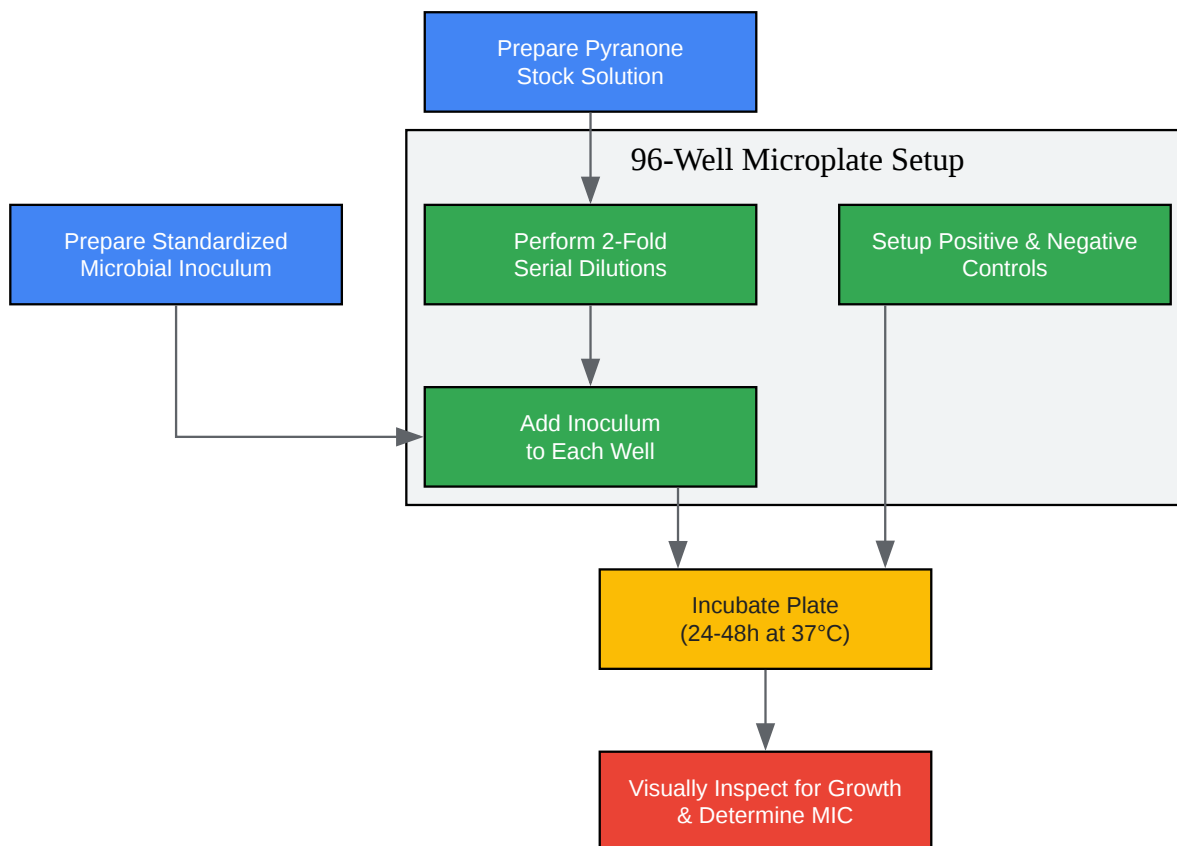 Prepare Pyranone
Stock Solution
96-Well Microplate Setup
Prepare Standardized
Microbial Inoculum
Perform 2-Fold
Serial Dilutions
Setup Positive & Negative
Controls
Add Inoculum
to Each Well
Incubate Plate
(24-48h at 37°C)
Visually Inspect for Growth
& Determine MIC